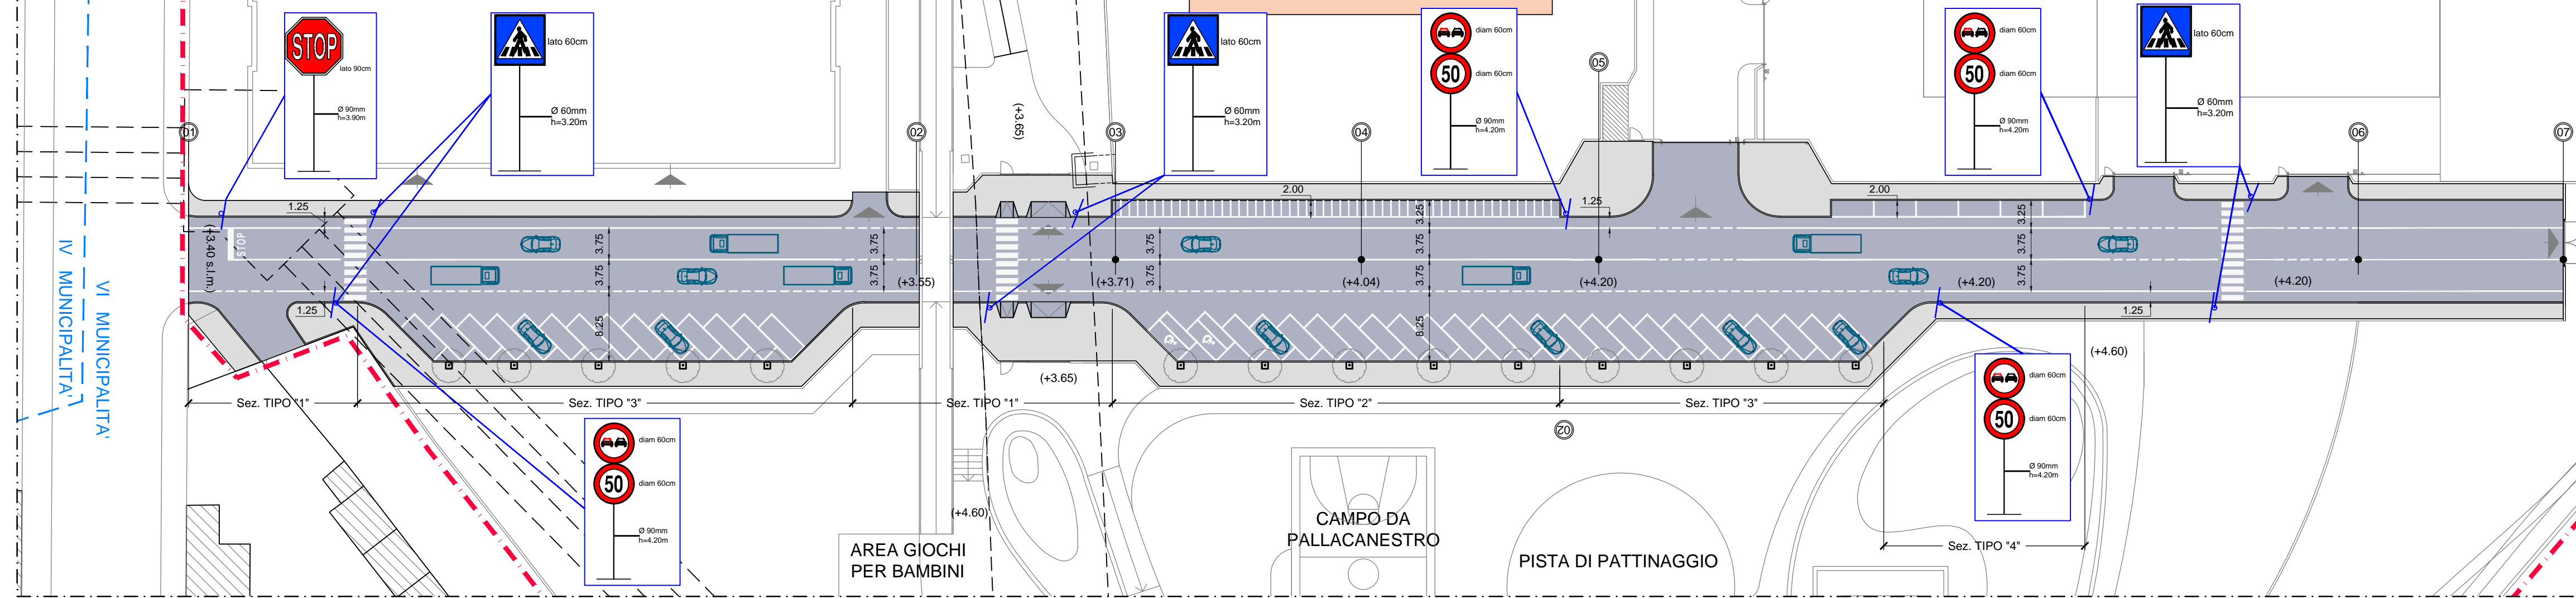 STOP
lato 90cm
Ø 90mm
h=3.90m
lato 60cm
Ø 60mm
h=3.20m
lato 60cm
Ø 60mm
h=3.20m
diam 60cm
50
diam 60cm
Ø 90mm
h=4.20m
diam 60cm
50
diam 60cm
Ø 90mm
h=4.20m
lato 60cm
Ø 60mm
h=3.20m
01
02
(+3.65)
03
04
05
06
07
1.25
2.00
1.25
2.00
3.25
3.25
STOP
(+3.40 s.l.m.)
3.75
3.75
3.75
3.75
3.75
3.75
3.75
3.75
3.75
3.75
(+3.55)
(+3.71)
(+4.04)
(+4.20)
(+4.20)
(+4.20)
1.25
1.25
8.25
8.25
(+3.65)
(+4.60)
IV MUNICIPALITA'
VI MUNICIPALITA'
Sez. TIPO "1"
Sez. TIPO "3"
Sez. TIPO "1"
Sez. TIPO "2"
Sez. TIPO "3"
02
diam 60cm
50
diam 60cm
Ø 90mm
h=4.20m
diam 60cm
50
diam 60cm
Ø 90mm
h=4.20m
(+4.60)
AREA GIOCHI
PER BAMBINI
CAMPO DA
PALLACANESTRO
PISTA DI PATTINAGGIO
Sez. TIPO "4"